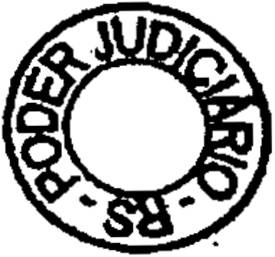 PODER JUDICIÁRIO - RS -